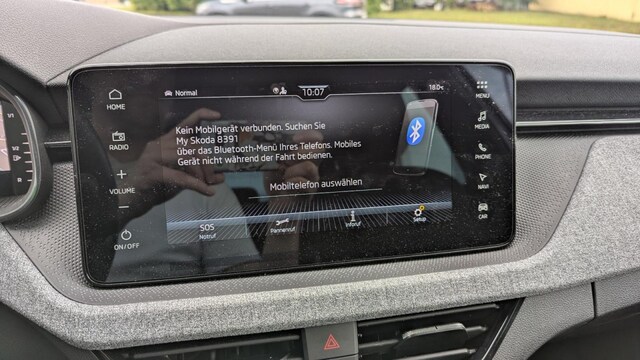 Normal
10:07
18.0
HOME
RADIO
+
VOLUME
−
ON/OFF
Kein Mobilgerät verbunden. Suchen Sie
My Skoda 8391
über das Bluetooth-Menü Ihres Telefons. Mobiles
Gerät nicht während der Fahrt bedienen.
Mobiltelefon auswählen
SOS
Notruf
Pannenruf
Inforuf
Setup
MENU
MEDIA
PHONE
NAVI
CAR